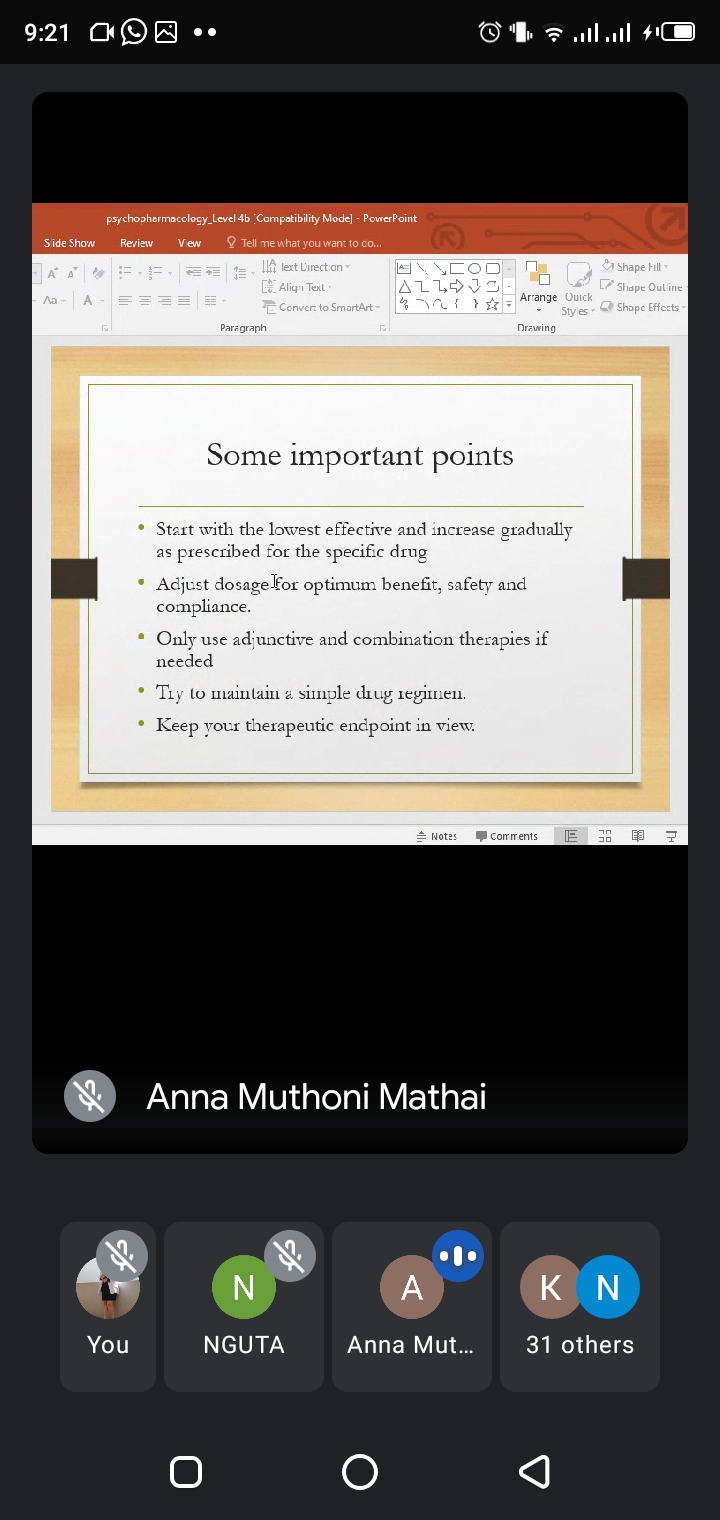 9:21
psychopharmacology_Level 4b [Compatibility Mode] - PowerPoint
Slide Show Review View Tell me what you want to do...
Text Direction
Aa A Align Text
Convert to SmartArt
Arrange Quick Styles
Shape Fill
Shape Outline
Shape Effects
Paragraph Drawing
Some important points
• Start with the lowest effective and increase gradually
as prescribed for the specific drug
• Adjust dosage for optimum benefit, safety and
compliance.
• Only use adjunctive and combination therapies if
needed
• Try to maintain a simple drug regimen.
• Keep your therapeutic endpoint in view.
Notes Comments
Anna Muthoni Mathai
N A K N
You NGUTA Anna Mut... 31 others